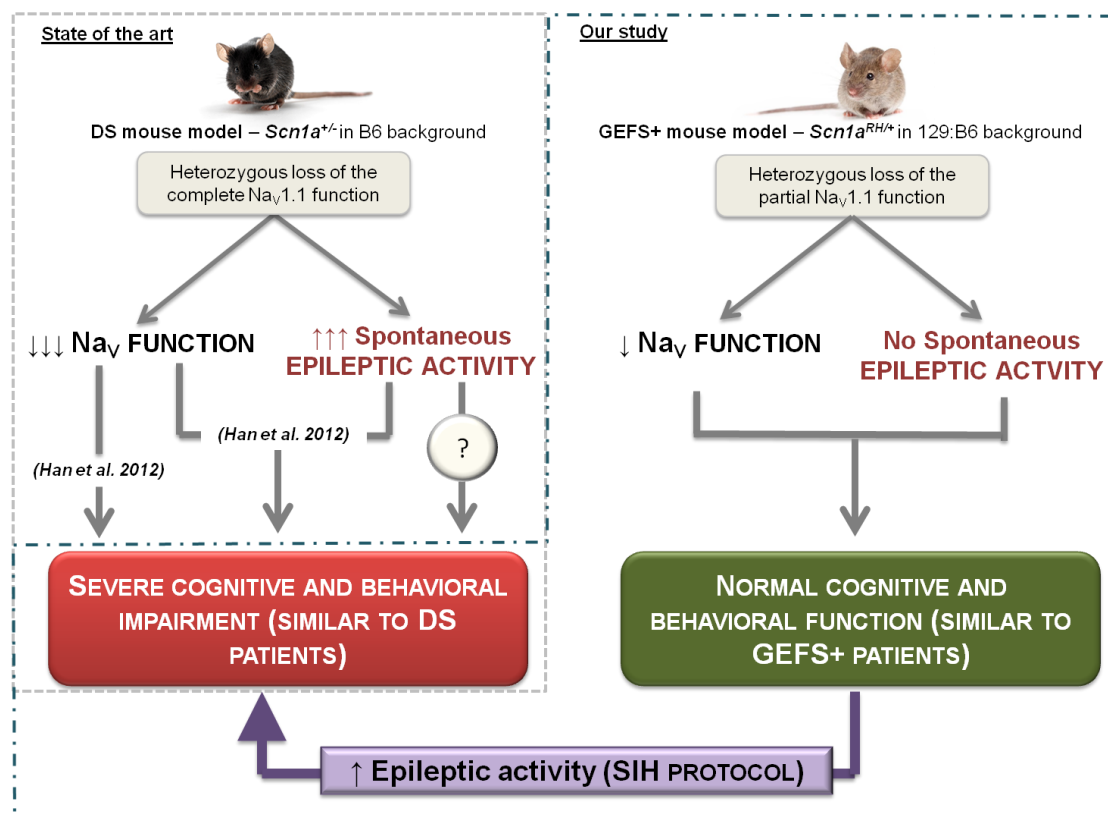 State of the art
DS mouse model – Scn1a+/- in B6 background
Heterozygous loss of the
complete NaV1.1 function
↓↓↓ NaV FUNCTION
↑↑↑ Spontaneous
EPILEPTIC ACTIVITY
(Han et al. 2012)
?
(Han et al. 2012)
SEVERE COGNITIVE AND BEHAVIORAL
IMPAIRMENT (SIMILAR TO DS
PATIENTS)
Our study
GEFS+ mouse model – Scn1aRH/+ in 129:B6 background
Heterozygous loss of the
partial NaV1.1 function
↓ NaV FUNCTION
No Spontaneous
EPILEPTIC ACTVITY
NORMAL COGNITIVE AND
BEHAVIORAL FUNCTION (SIMILAR TO
GEFS+ PATIENTS)
↑ Epileptic activity (SIH PROTOCOL)